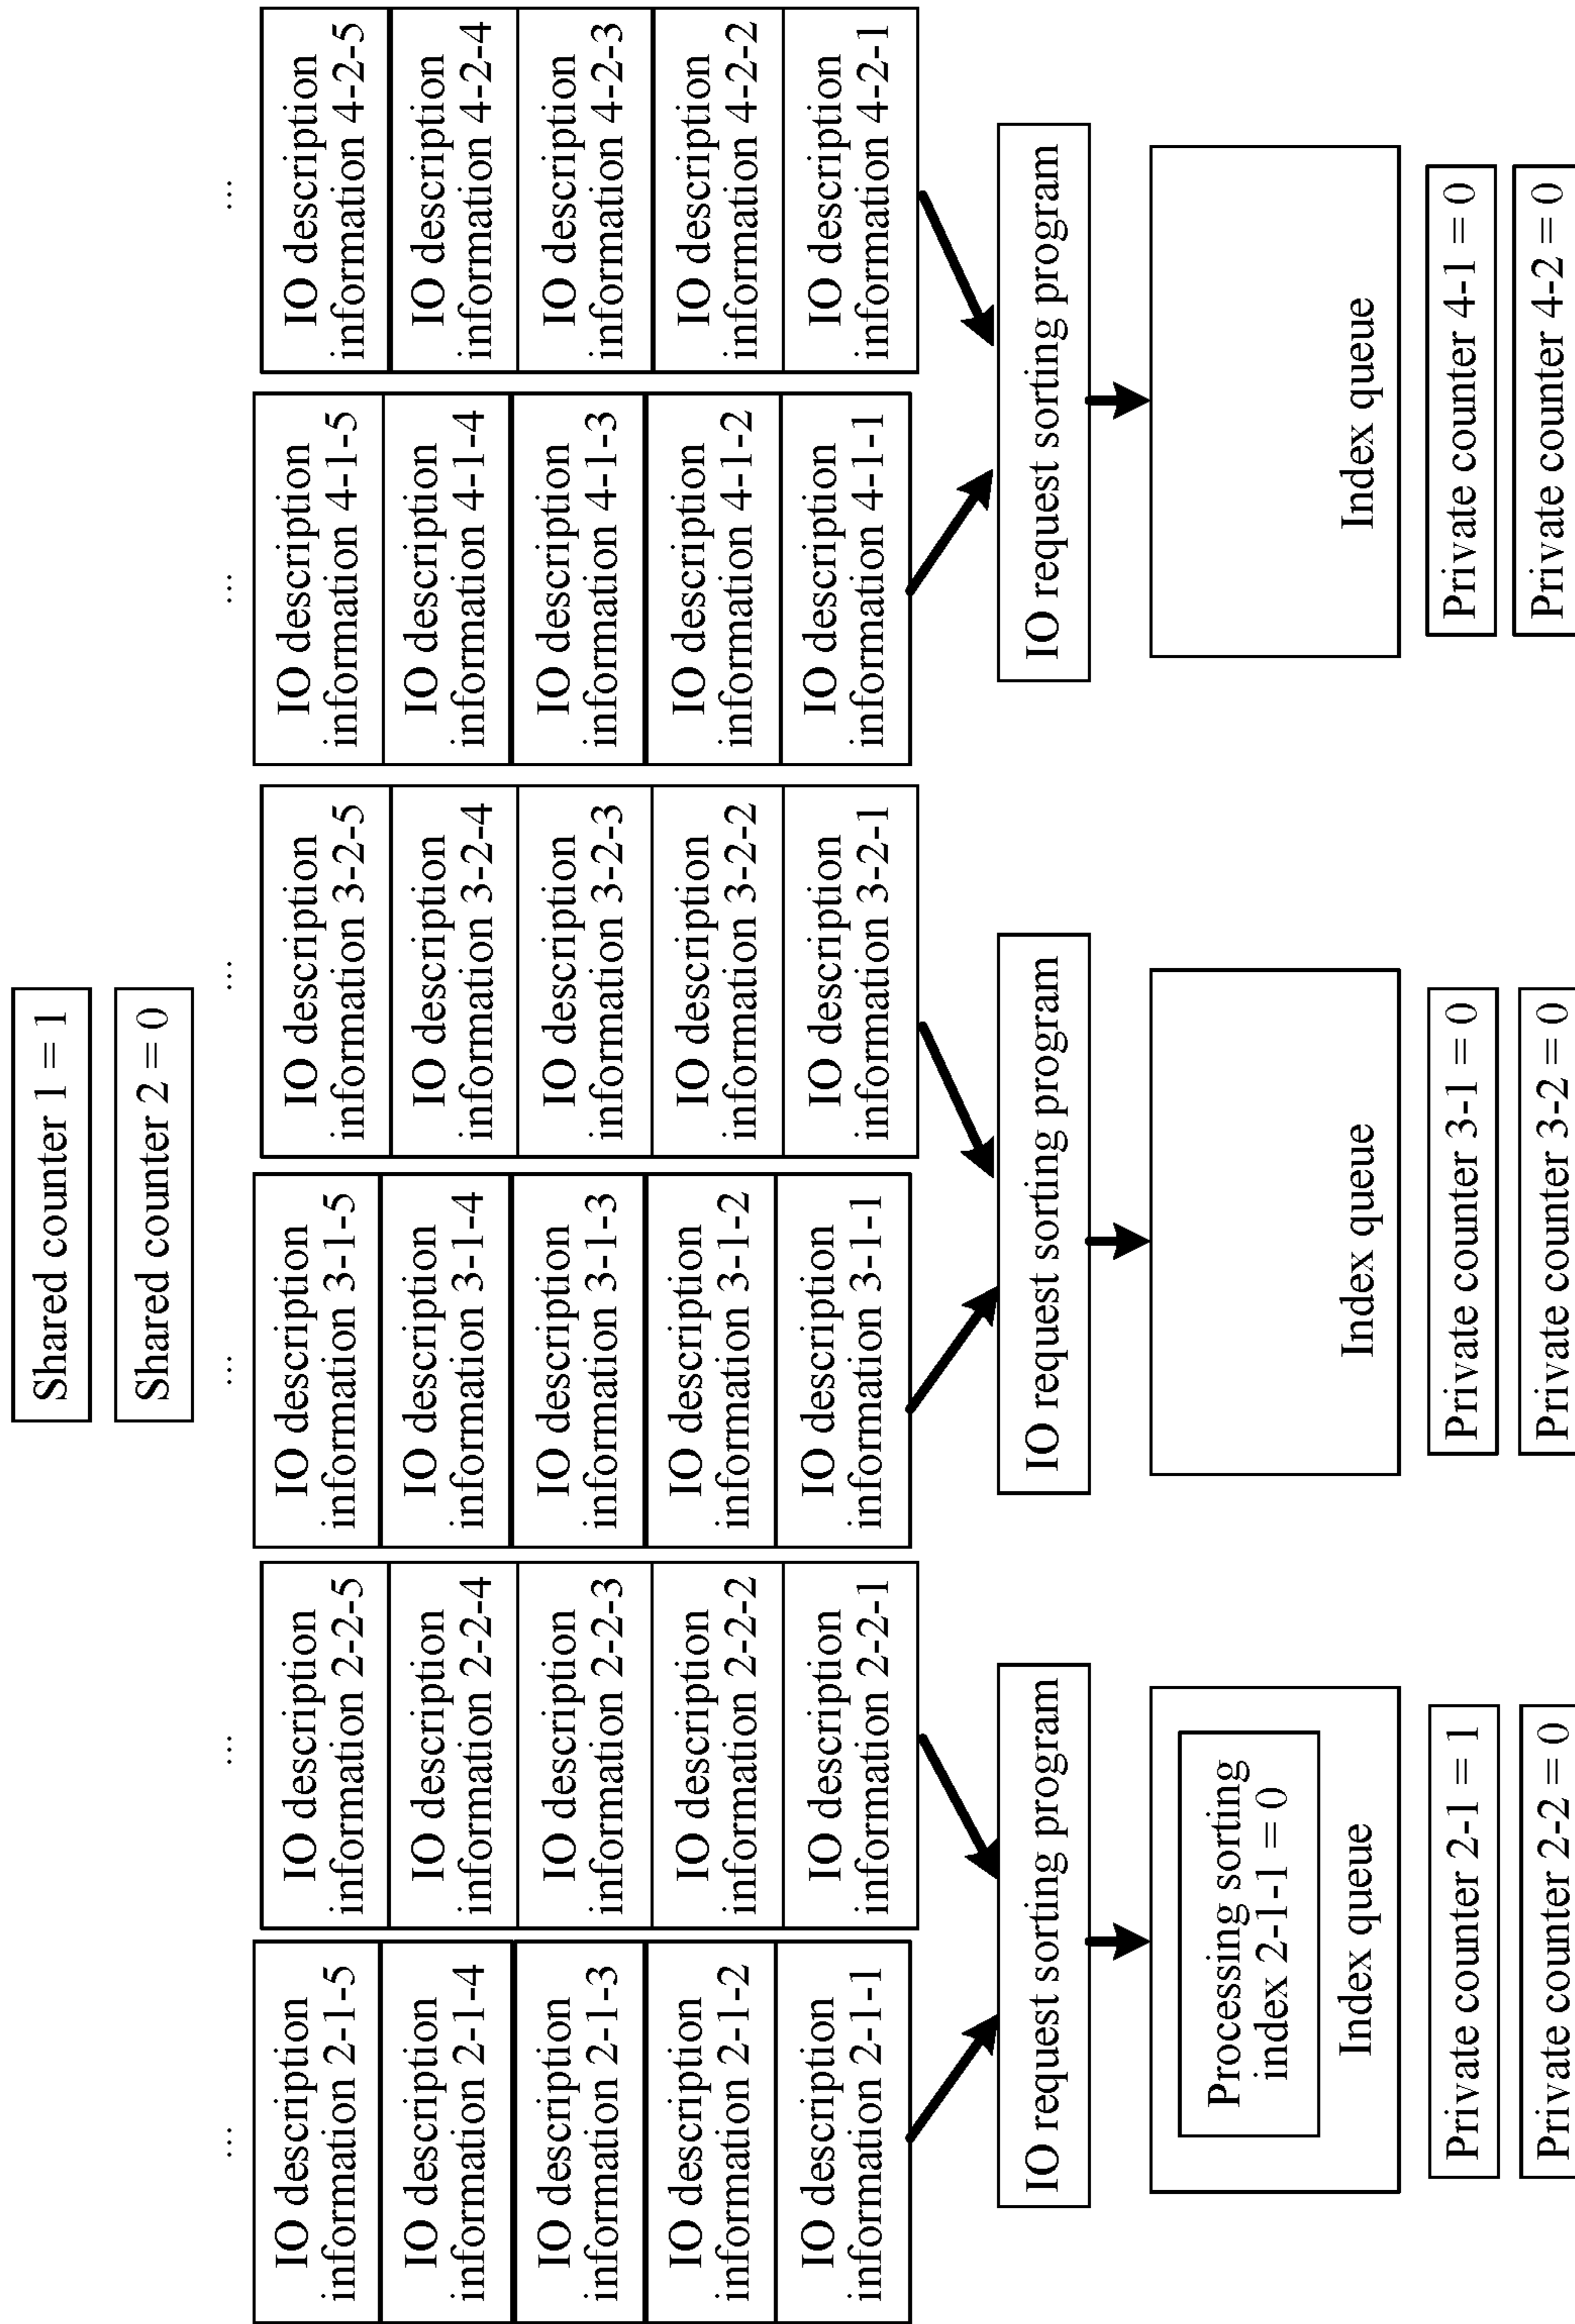 Shared counter 1 = 1
Shared counter 2 = 0
...
IO description
information 2-1-5
IO description
information 2-1-4
IO description
information 2-1-3
IO description
information 2-1-2
IO description
information 2-1-1
...
IO description
information 2-2-5
IO description
information 2-2-4
IO description
information 2-2-3
IO description
information 2-2-2
IO description
information 2-2-1
IO request sorting program
Processing sorting
index 2-1-1 = 0
Index queue
Private counter 2-1 = 1
Private counter 2-2 = 0
...
IO description
information 3-1-5
IO description
information 3-1-4
IO description
information 3-1-3
IO description
information 3-1-2
IO description
information 3-1-1
...
IO description
information 3-2-5
IO description
information 3-2-4
IO description
information 3-2-3
IO description
information 3-2-2
IO description
information 3-2-1
IO request sorting program
Index queue
Private counter 3-1 = 0
Private counter 3-2 = 0
...
IO description
information 4-1-5
IO description
information 4-1-4
IO description
information 4-1-3
IO description
information 4-1-2
IO description
information 4-1-1
...
IO description
information 4-2-5
IO description
information 4-2-4
IO description
information 4-2-3
IO description
information 4-2-2
IO description
information 4-2-1
IO request sorting program
Index queue
Private counter 4-1 = 0
Private counter 4-2 = 0